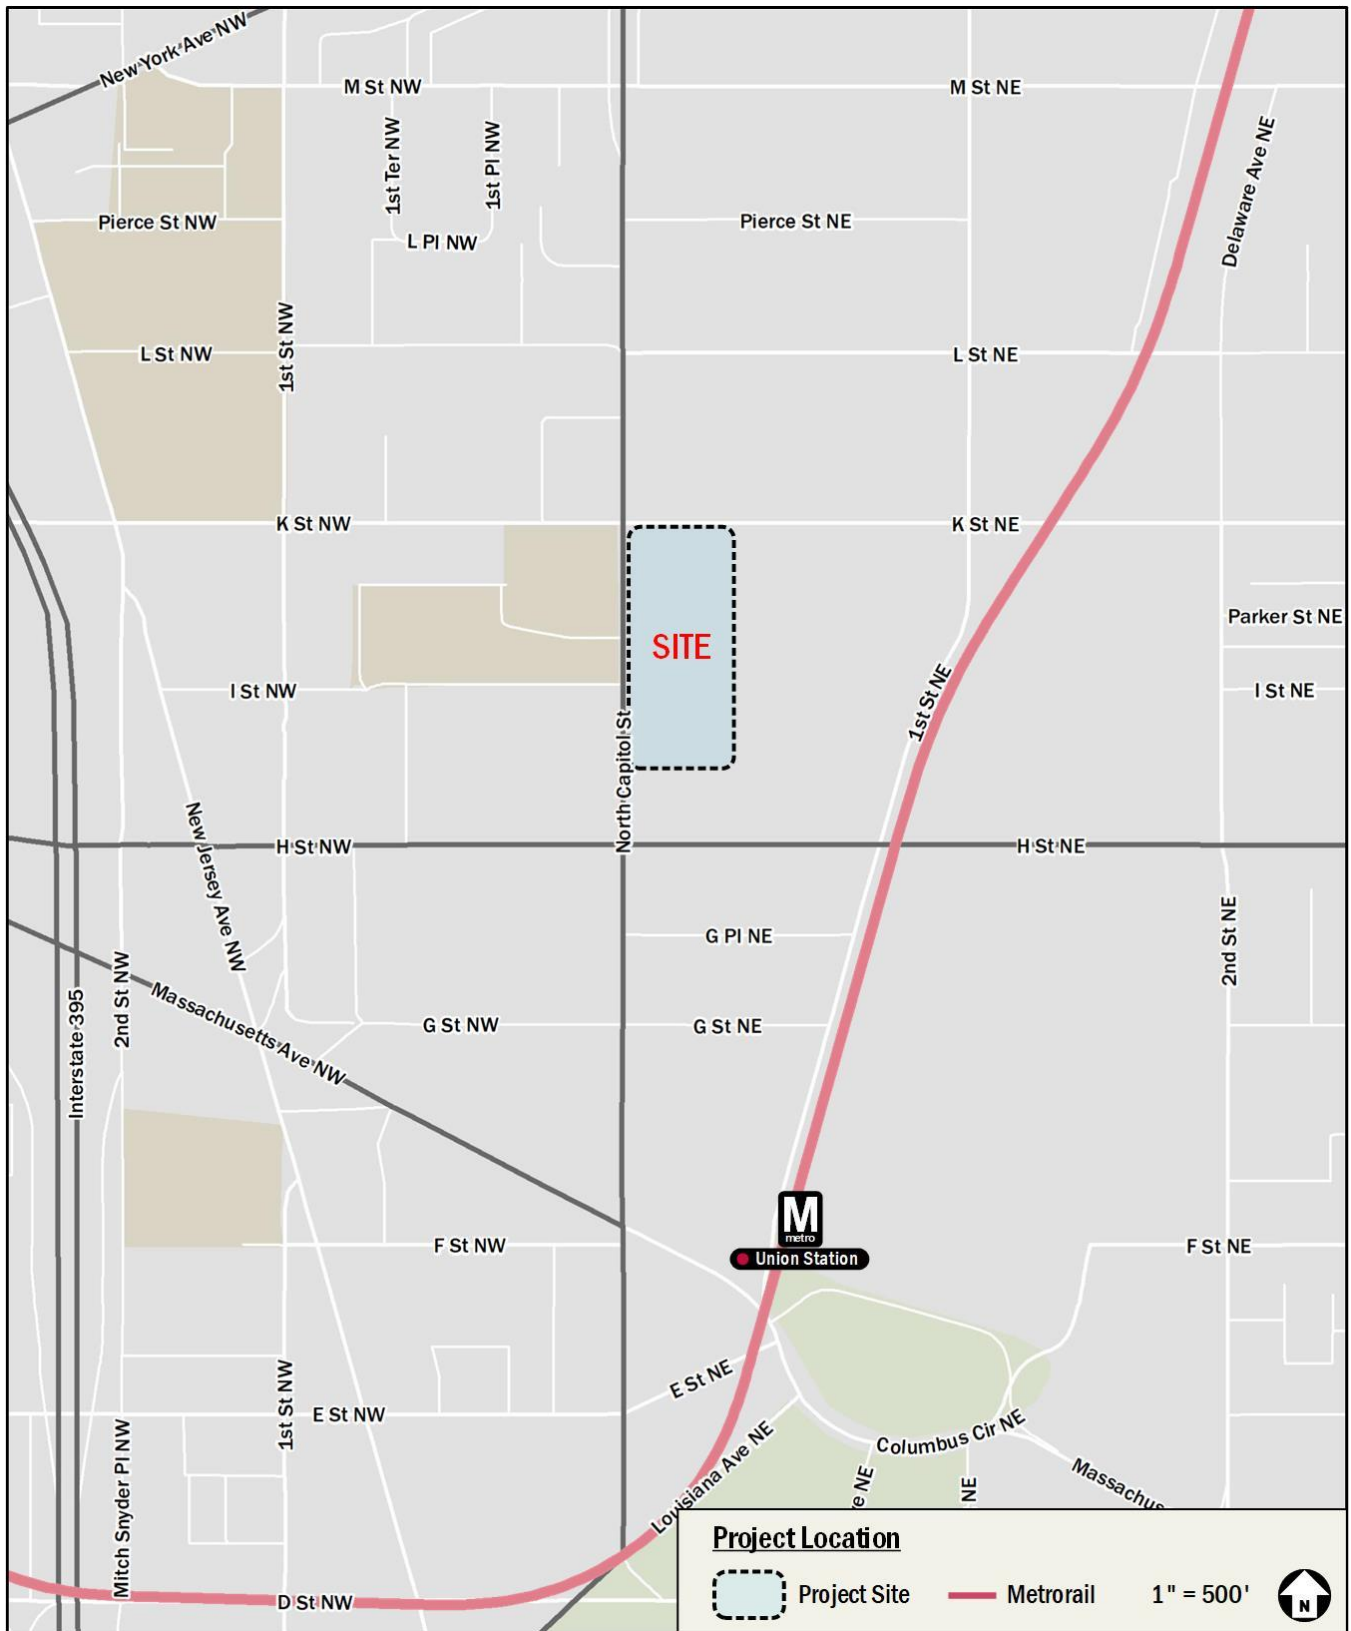 New York Ave NW
M St NW
M St NE
1st Ter NW
1st Pl NW
Delaware Ave NE
Pierce St NW
L Pl NW
Pierce St NE
1st St NW
L St NW
L St NE
K St NW
K St NE
Parker St NE
SITE
I St NW
1st St NE
I St NE
North Capitol St
New Jersey Ave NW
H St NW
H St NE
G Pl NE
2nd St NE
2nd St NW
Massachusetts Ave NW
Interstate 395
G St NW
G St NE
M
metro
Union Station
F St NW
F St NE
E St NE
1st St NW
E St NW
Columbus Cir NE
Louisiana Ave NE
Mitch Snyder Pl NW
e NE
NE
Massachus
D St NW
Project Location
Project Site
Metrorail
1" = 500'
N